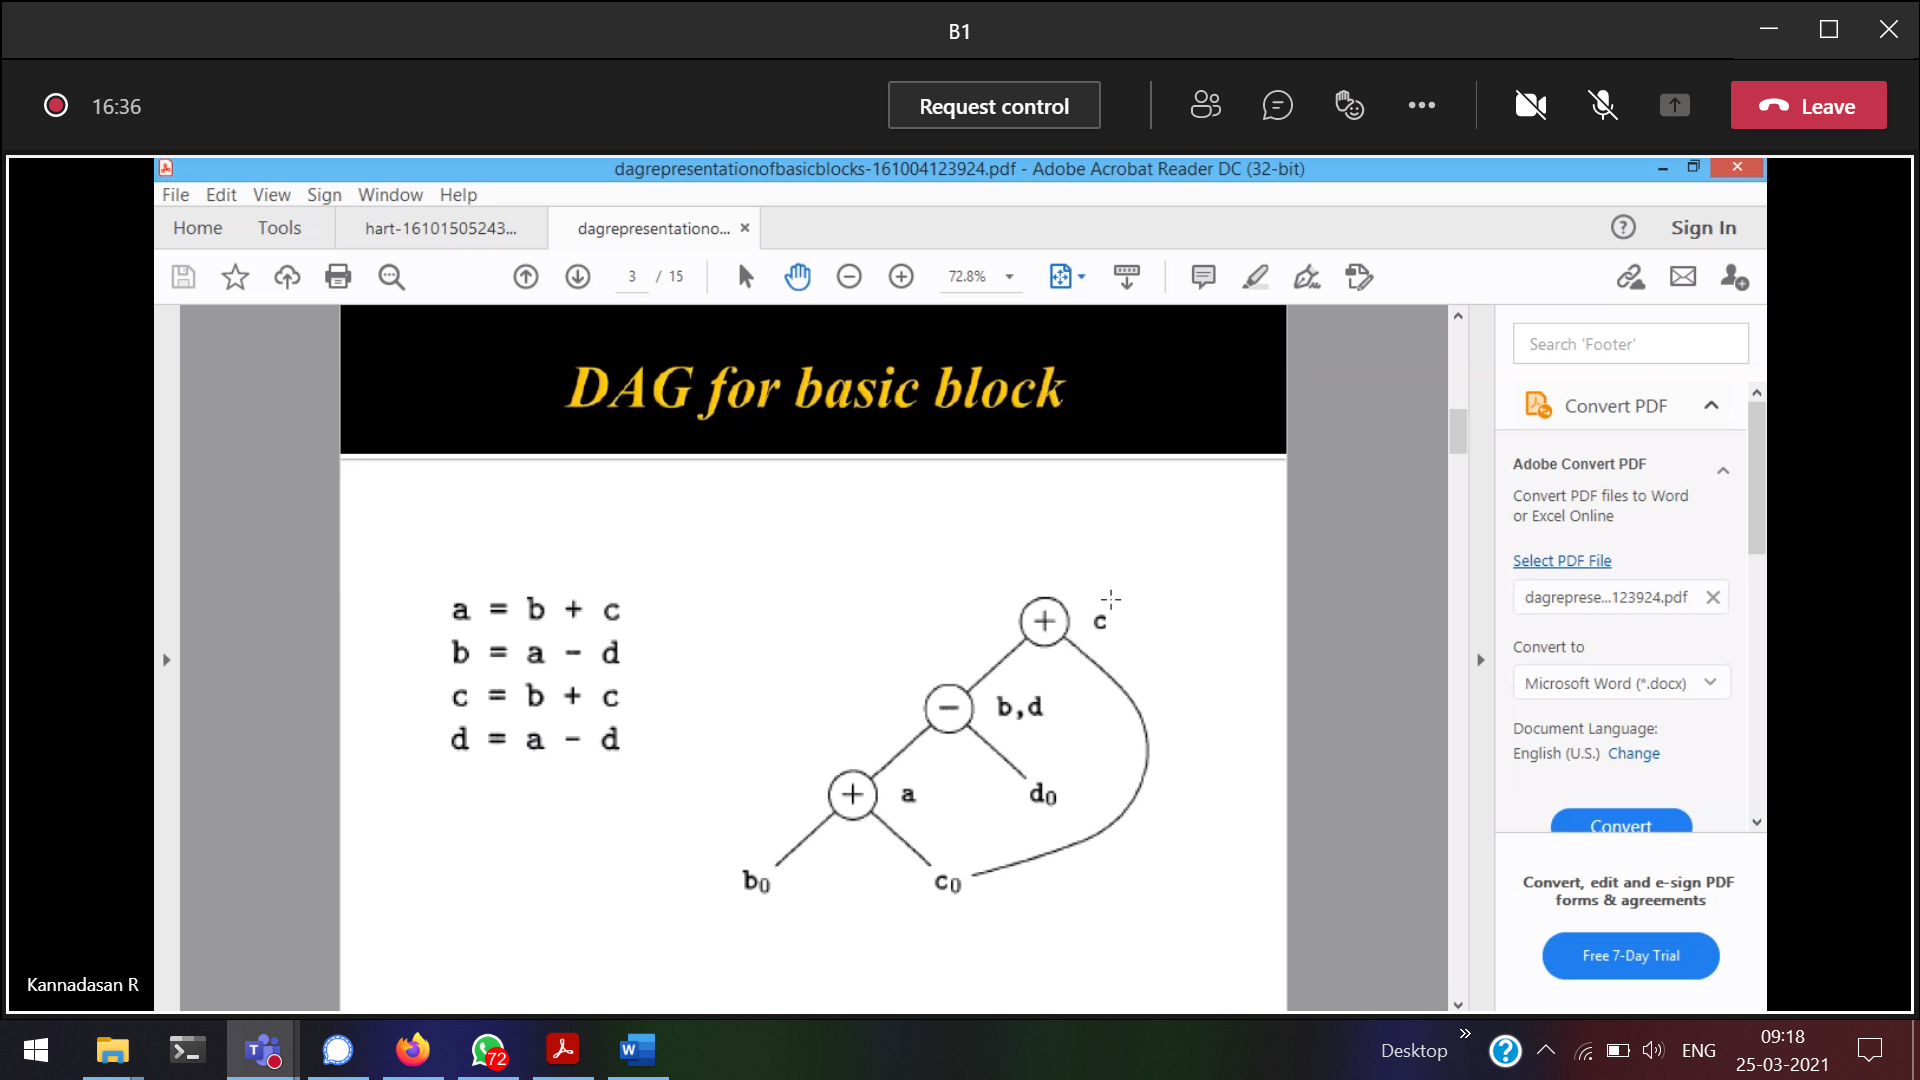 B1
16:36
Request control
Leave
dagrepresentationofbasicblocks-161004123924.pdf - Adobe Acrobat Reader DC (32-bit)
File Edit View Sign Window Help
Home Tools hart-16101505243... dagrepresentationo... Sign In
3 / 15 72.8%
DAG for basic block
a = b + c
b = a - d
c = b + c
d = a - d
+ c
- b,d
+ a d0
b0 c0
Search 'Footer'
Convert PDF
Adobe Convert PDF
Convert PDF files to Word
or Excel Online
Select PDF File
dagreprese...123924.pdf
Convert to
Microsoft Word (*.docx)
Document Language:
English (U.S.) Change
Convert
Convert, edit and e-sign PDF
forms & agreements
Free 7-Day Trial
Kannadasan R
72
Desktop
ENG
09:18
25-03-2021